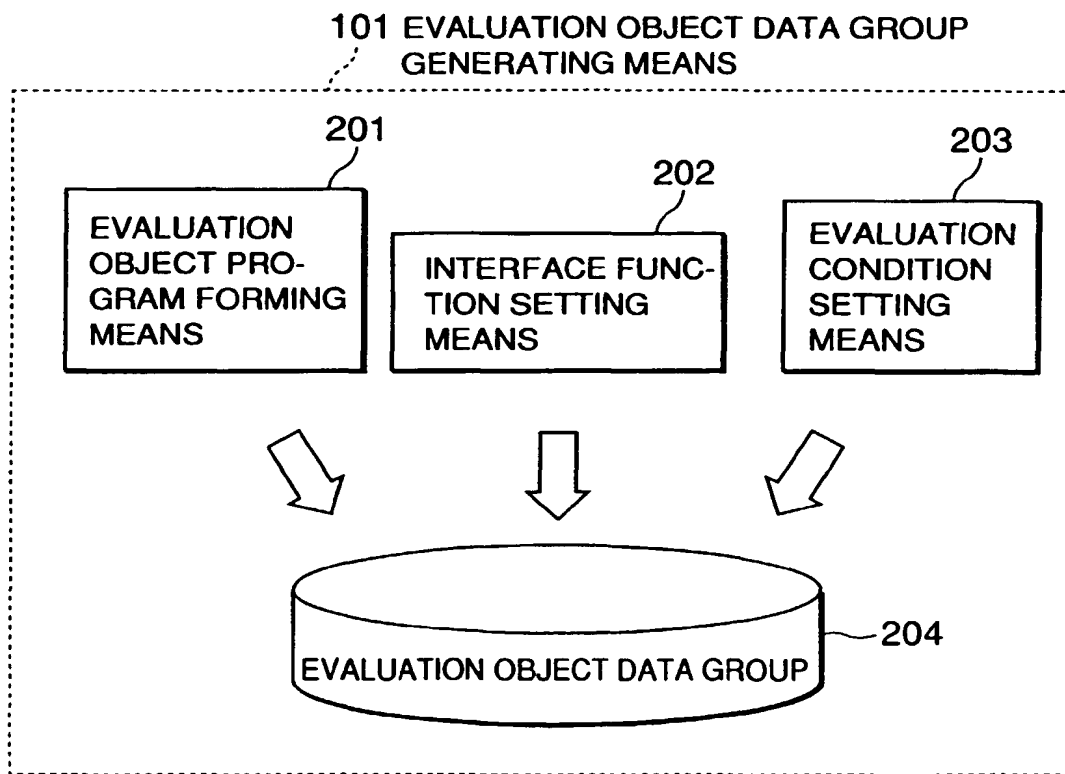 101 EVALUATION OBJECT DATA GROUP
GENERATING MEANS
201
EVALUATION
OBJECT PRO-
GRAM FORMING
MEANS
202
INTERFACE FUNC-
TION SETTING
MEANS
203
EVALUATION
CONDITION
SETTING
MEANS
EVALUATION OBJECT DATA GROUP
204